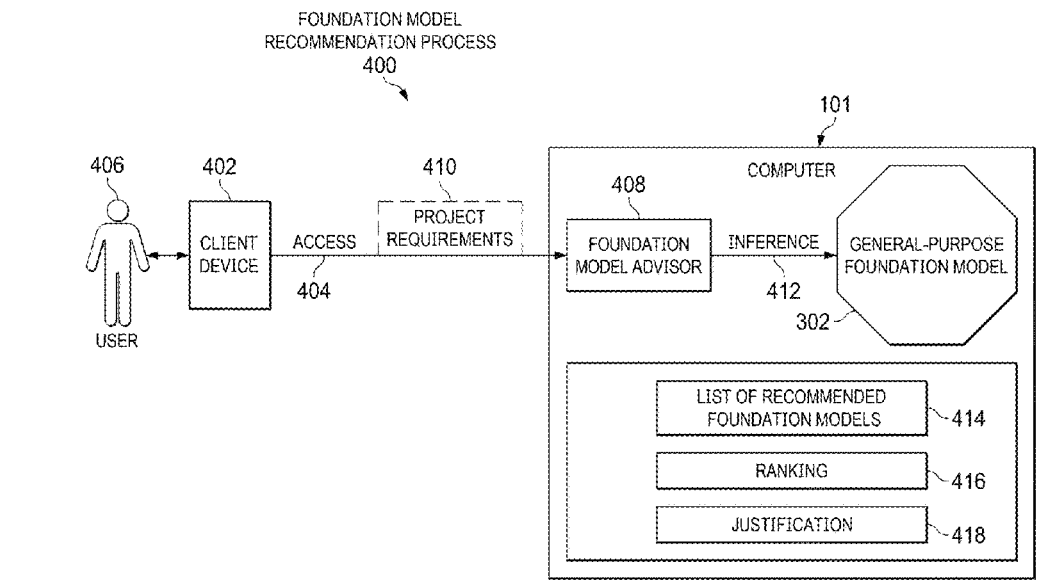 FOUNDATION MODEL
RECOMMENDATION PROCESS
400
101
COMPUTER
406
402
410
408
PROJECT
REQUIREMENTS
CLIENT
DEVICE
ACCESS
404
FOUNDATION
MODEL ADVISOR
INFERENCE
412
GENERAL-PURPOSE
FOUNDATION MODEL
302
USER
LIST OF RECOMMENDED
FOUNDATION MODELS
414
RANKING
416
JUSTIFICATION
418